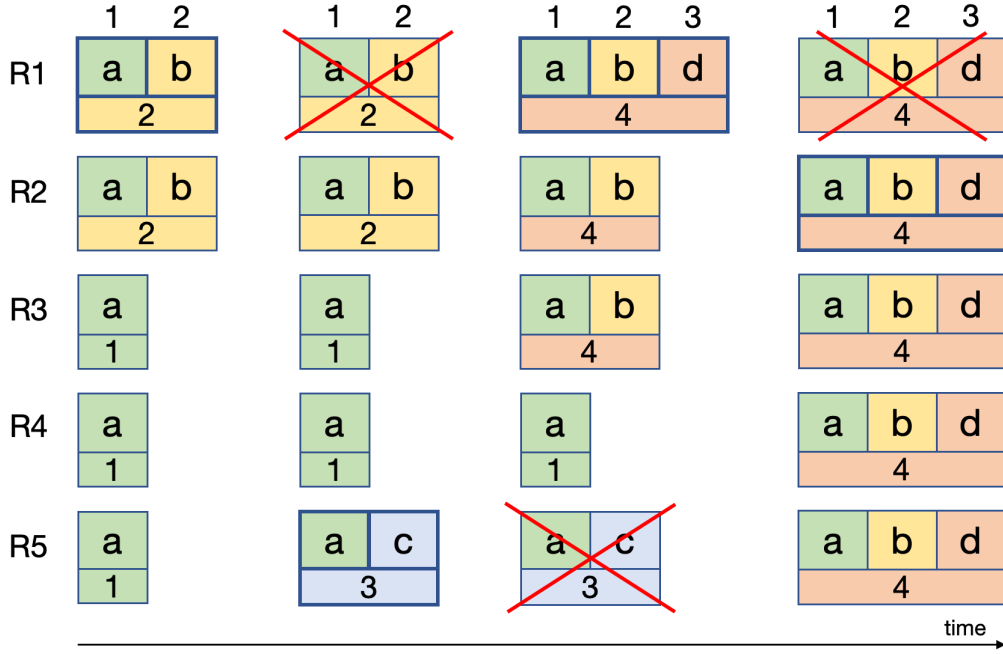 1 2 1 2 1 2 3 1 2 3
R1 a b a b a b d a b d
2 2 4 4
R2 a b a b a b a b d
2 2 4 4
R3 a a a b a b d
1 1 4 4
R4 a a a a b d
1 1 1 4
R5 a a c a c a b d
1 3 3 4
time